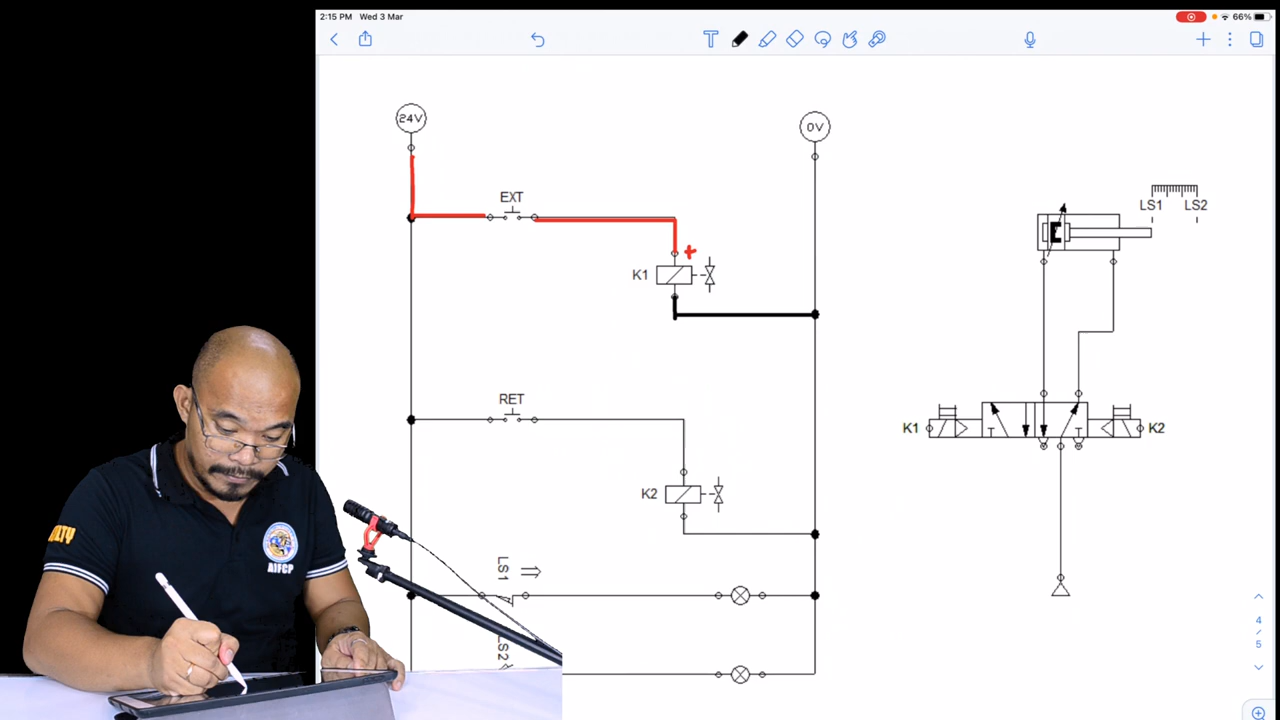 2:15 PM Wed 3 Mar
66%
T
24V
0V
EXT
+
K1
RET
K2
LS1
LS2
LS1 LS2
K1
K2
4
/
5
AIFCP